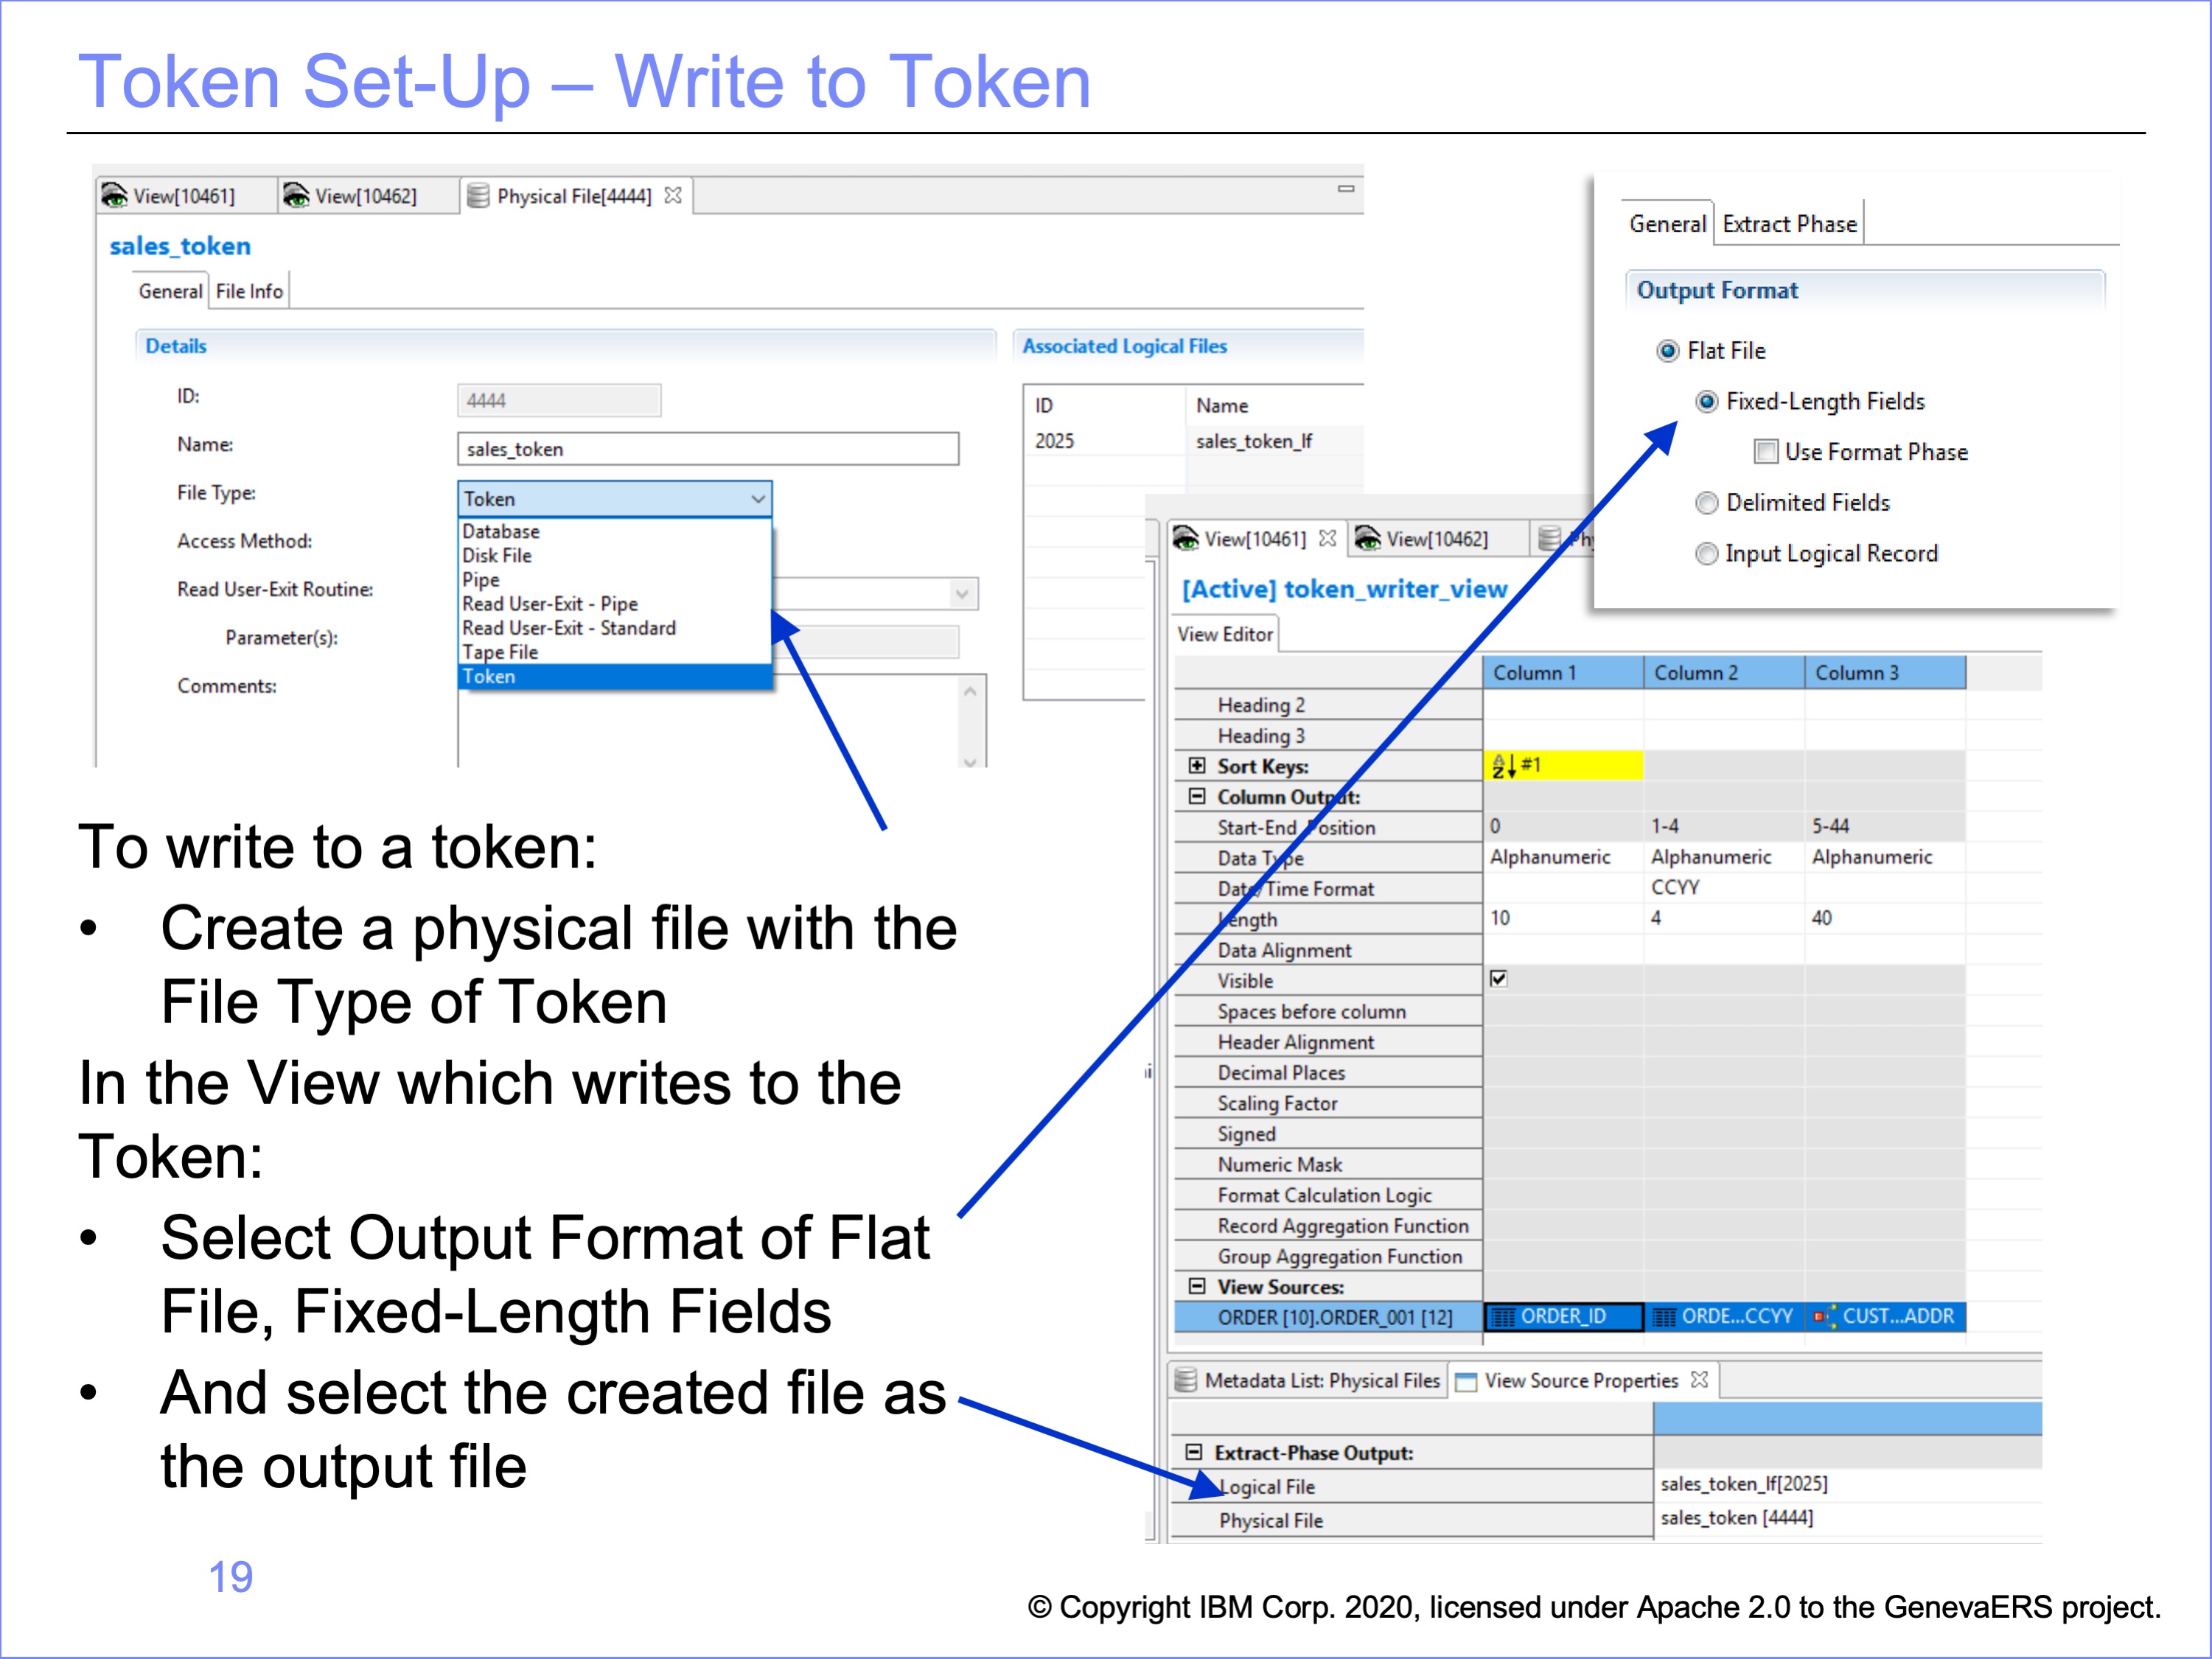 Token Set-Up – Write to Token
View[10461] View[10462] Physical File[4444]
sales_token
General File Info
Details
ID: 4444
Name: sales_token
File Type: Token
Database
Disk File
Pipe
Read User-Exit - Pipe
Read User-Exit - Standard
Tape File
Token
Access Method:
Read User-Exit Routine:
Parameter(s):
Comments:
Associated Logical Files
ID Name
2025 sales_token_lf
General Extract Phase
Output Format
Flat File
Fixed-Length Fields
Use Format Phase
Delimited Fields
Input Logical Record
View[10461] View[10462]
[Active] token_writer_view
View Editor
Column 1 Column 2 Column 3
Heading 2
Heading 3
Sort Keys: #1
Column Output:
Start-End Position 0 1-4 5-44
Data Type Alphanumeric Alphanumeric Alphanumeric
Date/Time Format CCYY
Length 10 4 40
Data Alignment
Visible
Spaces before column
Header Alignment
Decimal Places
Scaling Factor
Signed
Numeric Mask
Format Calculation Logic
Record Aggregation Function
Group Aggregation Function
View Sources:
ORDER [10].ORDER_001 [12] ORDER_ID ORDE...CCYY CUST...ADDR
Metadata List: Physical Files View Source Properties
Extract-Phase Output:
Logical File sales_token_lf[2025]
Physical File sales_token [4444]
To write to a token:
• Create a physical file with the
File Type of Token
In the View which writes to the
Token:
• Select Output Format of Flat
File, Fixed-Length Fields
• And select the created file as
the output file
19
© Copyright IBM Corp. 2020, licensed under Apache 2.0 to the GenevaERS project.